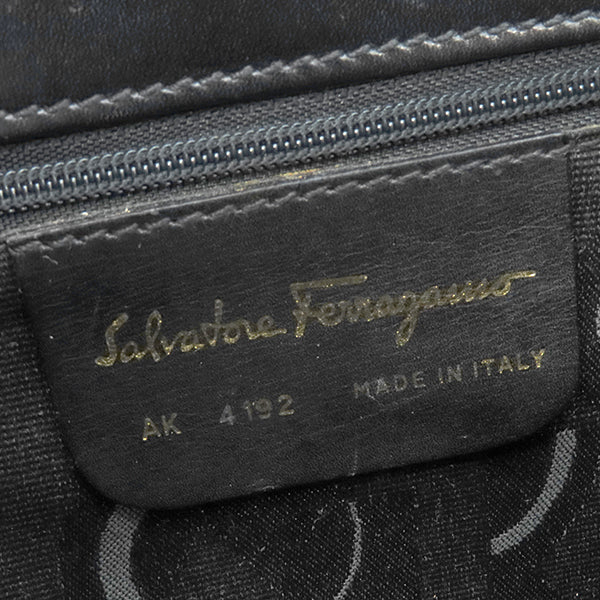 Salvatore Ferragamo
AK 4192 MADE IN ITALY